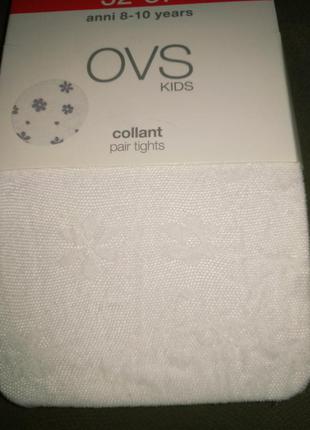 anni 8-10 years
OVS
KIDS
collant
pair tights